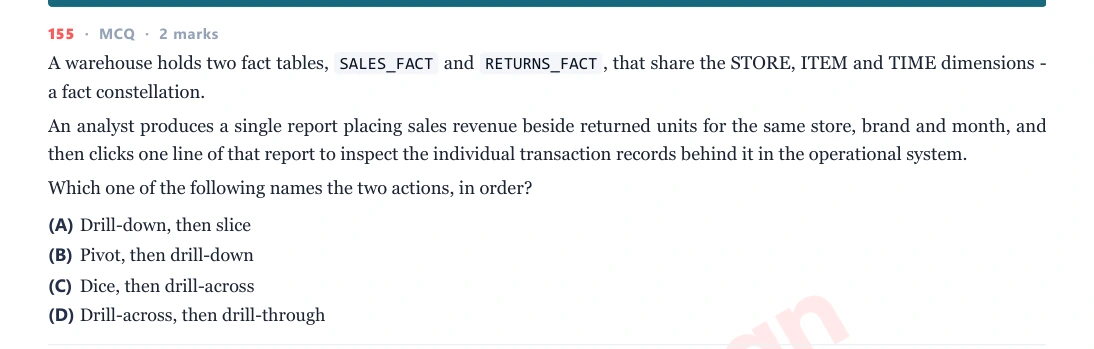 155 · MCQ · 2 marks
A warehouse holds two fact tables, SALES_FACT and RETURNS_FACT, that share the STORE, ITEM and TIME dimensions -
a fact constellation.
An analyst produces a single report placing sales revenue beside returned units for the same store, brand and month, and
then clicks one line of that report to inspect the individual transaction records behind it in the operational system.
Which one of the following names the two actions, in order?
(A) Drill-down, then slice
(B) Pivot, then drill-down
(C) Dice, then drill-across
(D) Drill-across, then drill-through